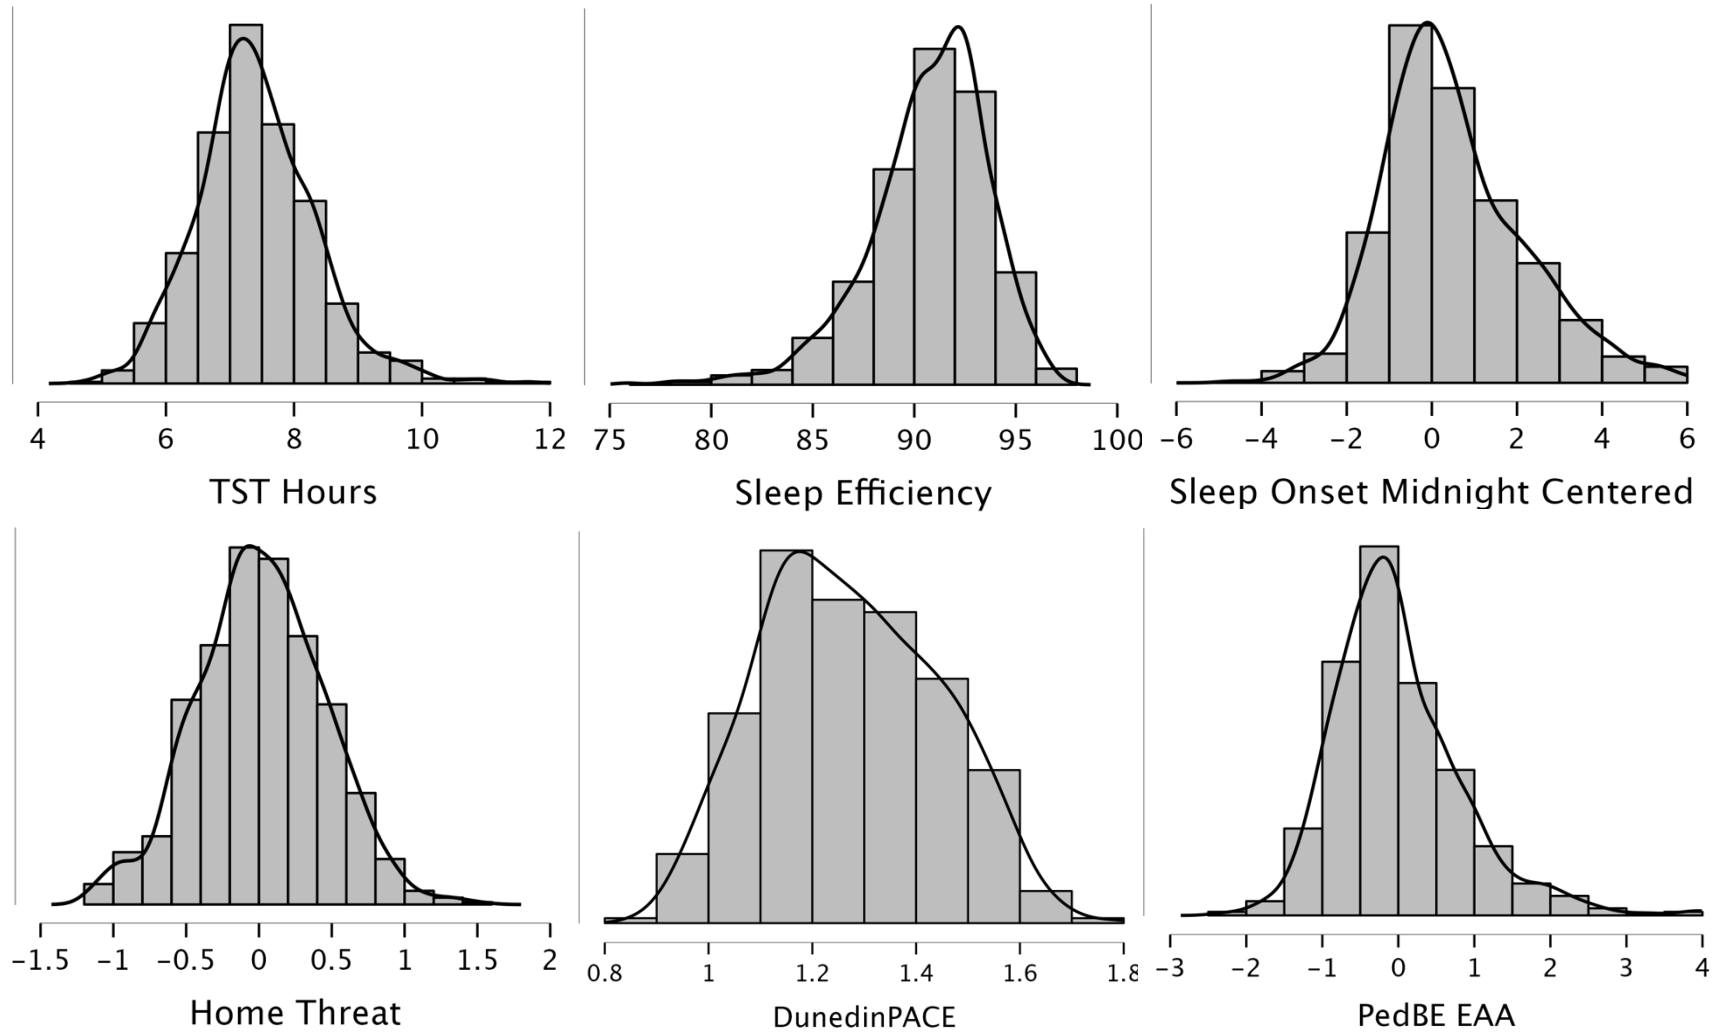 4 6 8 10 12
TST Hours
75 80 85 90 95 100
Sleep Efficiency
−6 −4 −2 0 2 4 6
Sleep Onset Midnight Centered
−1.5 −1 −0.5 0 0.5 1 1.5 2
Home Threat
0.8 1 1.2 1.4 1.6 1.8
DunedinPACE
−3 −2 −1 0 1 2 3 4
PedBE EAA